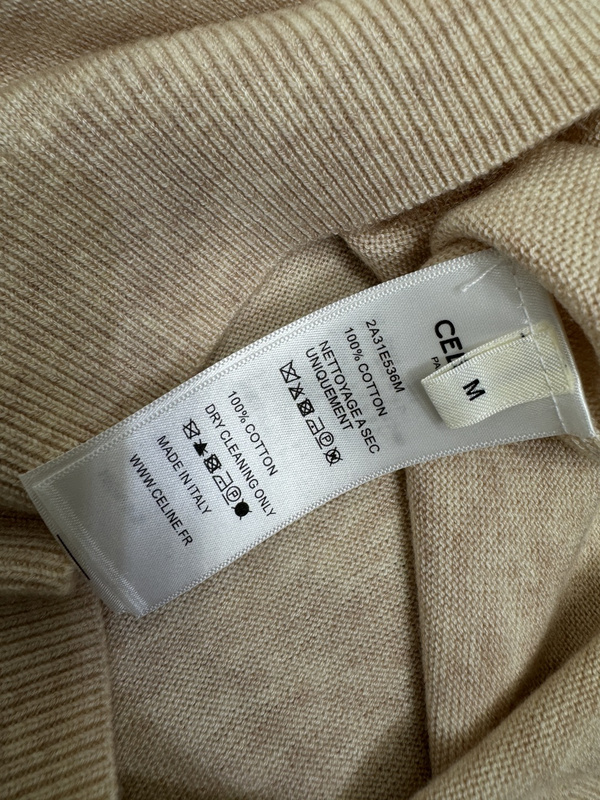 CEL
PA
M
2A31E536M
100% COTTON
NETTOYAGE A SEC
UNIQUEMENT
100% COTTON
DRY CLEANING ONLY
MADE IN ITALY
WWW.CELINE.FR